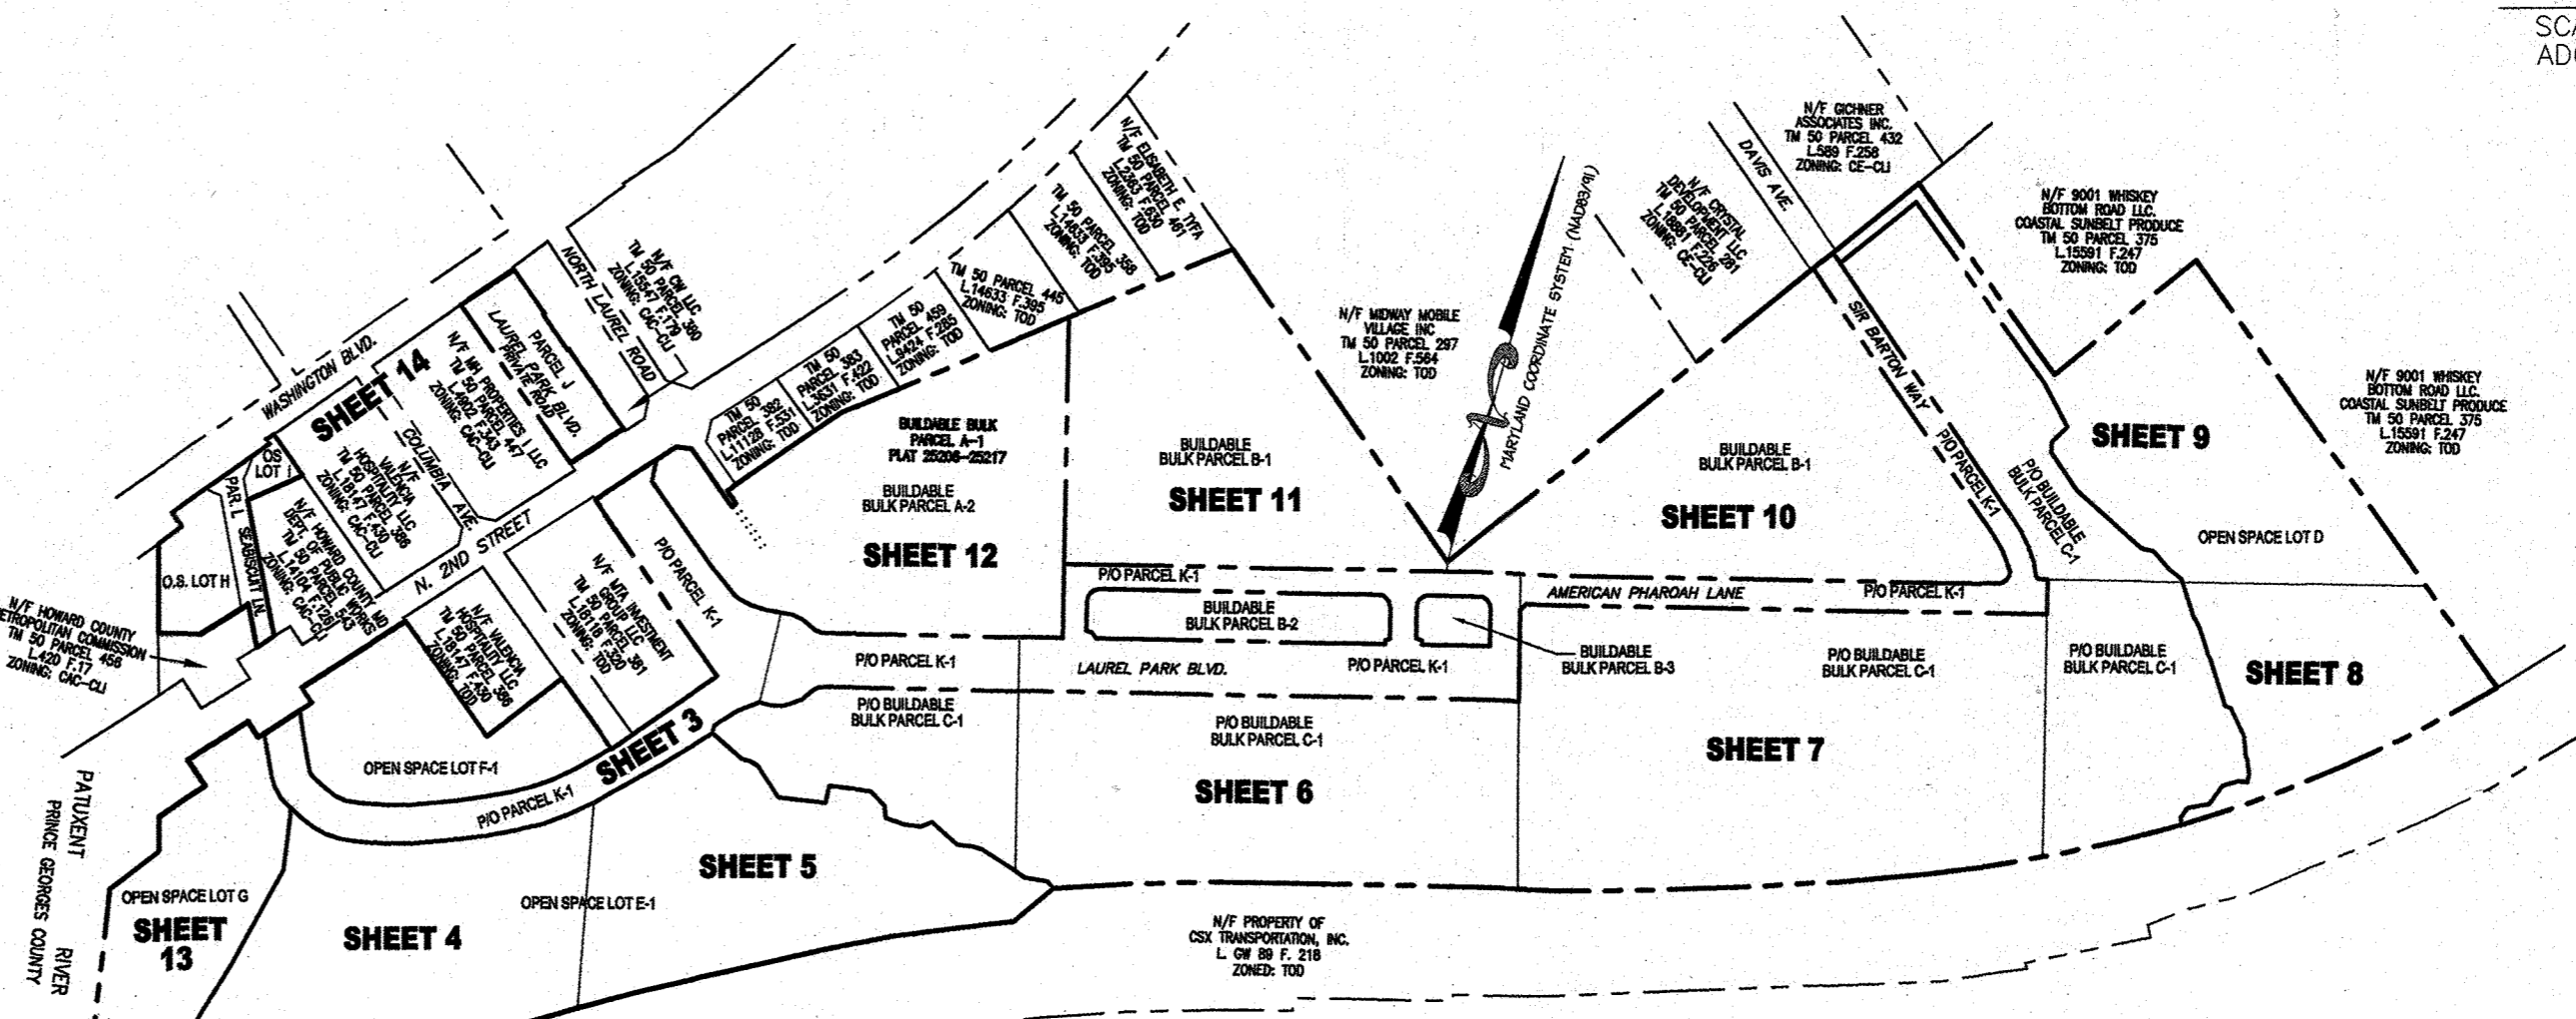 SCA
ADC
WASHINGTON BLVD.
SHEET 14
NORTH LAUREL ROAD
N/F CW LLC
TM 50 PARCEL 390
L.15547 F.179
ZONING: CAC-CLI
PARCEL J
LAUREL PARK BLVD.
PRIVATE ROAD
N/F MH PROPERTIES I LLC
TM 50 PARCEL 447
L.4902 F.343
ZONING: CAC-CLI
COLUMBIA AVE.
N/F
VALENCIA
HOSPITALITY LLC
TM 50 PARCEL 386
L.18147 F.430
ZONING: CAC-CLI
OS
LOT I
PAR. L
SEABISCUIT LN.
N/F HOWARD COUNTY MD
DEPT. OF PUBLIC WORKS
TM 50 PARCEL 543
L.14104 F.126
ZONING: CAC-CLI
O.S. LOT H
N/F HOWARD COUNTY
METROPOLITAN COMMISSION
TM 50 PARCEL 456
L.420 F.17
ZONING: CAC-CLI
N. 2ND STREET
N/F VALENCIA
HOSPITALITY LLC
TM 50 PARCEL 386
L.18147 F.430
ZONING: TOD
N/F MTA INVESTMENT
GROUP LLC
TM 50 PARCEL 381
L.18118 F.320
ZONING: TOD
P/O PARCEL K-1
SHEET 3
OPEN SPACE LOT F-1
P/O PARCEL K-1
PATUXENT RIVER
PRINCE GEORGES COUNTY
OPEN SPACE LOT G
SHEET
13
SHEET 4
OPEN SPACE LOT E-1
SHEET 5
TM 50
PARCEL 382
L.11128 F.531
ZONING: TOD
TM 50
PARCEL 383
L.3631 F.422
ZONING: TOD
TM 50
PARCEL 459
L.9424 F.285
ZONING: TOD
TM 50 PARCEL 445
L.14633 F.395
ZONING: TOD
TM 50 PARCEL 358
L.14633 F.395
ZONING: TOD
N/F ELISABETH E. TYFA
TM 50 PARCEL 461
L.2363 F.630
ZONING: TOD
BUILDABLE BULK
PARCEL A-1
PLAT 25206-25217
BUILDABLE
BULK PARCEL A-2
SHEET 12
BUILDABLE
BULK PARCEL B-1
SHEET 11
N/F MIDWAY MOBILE
VILLAGE INC
TM 50 PARCEL 297
L.1002 F.564
ZONING: TOD
MARYLAND COORDINATE SYSTEM (NAD83/91)
N/F CRYSTAL
DEVELOPMENT LLC
TM 50 PARCEL 281
L.18881 F.226
ZONING: CE-CLI
DAVIS AVE.
N/F GICHNER
ASSOCIATES INC.
TM 50 PARCEL 432
L.589 F.258
ZONING: CE-CLI
N/F 9001 WHISKEY
BOTTOM ROAD LLC.
COASTAL SUNBELT PRODUCE
TM 50 PARCEL 375
L.15591 F.247
ZONING: TOD
N/F 9001 WHISKEY
BOTTOM ROAD LLC.
COASTAL SUNBELT PRODUCE
TM 50 PARCEL 375
L.15591 F.247
ZONING: TOD
SIR BARTON WAY
P/O PARCEL K-1
BUILDABLE
BULK PARCEL B-1
SHEET 10
P/O BUILDABLE
BULK PARCEL C-1
SHEET 9
OPEN SPACE LOT D
P/O PARCEL K-1
BUILDABLE
BULK PARCEL B-2
AMERICAN PHAROAH LANE
P/O PARCEL K-1
BUILDABLE
BULK PARCEL B-3
P/O PARCEL K-1
LAUREL PARK BLVD.
P/O PARCEL K-1
P/O BUILDABLE
BULK PARCEL C-1
P/O BUILDABLE
BULK PARCEL C-1
SHEET 6
P/O BUILDABLE
BULK PARCEL C-1
SHEET 7
P/O BUILDABLE
BULK PARCEL C-1
SHEET 8
N/F PROPERTY OF
CSX TRANSPORTATION, INC.
L. GW 89 F. 218
ZONED: TOD